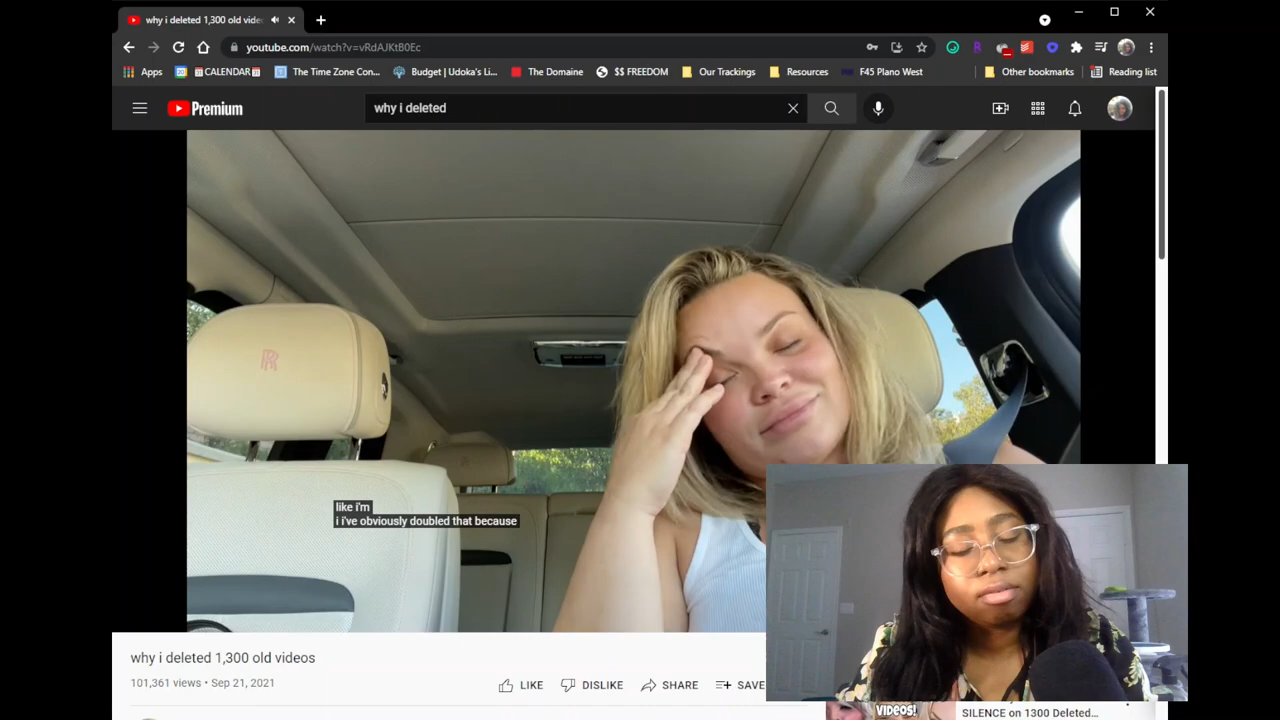 why i deleted 1,300 old vide
youtube.com/watch?v=vRdAJKtB0Ec
Apps
CALENDAR
The Time Zone Con...
Budget | Udoka's Li...
The Domaine
$$ FREEDOM
Our Trackings
Resources
F45 Plano West
Other bookmarks
Reading list
Premium
why i deleted
RR
like i'm
i i've obviously doubled that because
why i deleted 1,300 old videos
101,361 views • Sep 21, 2021
LIKE
DISLIKE
SHARE
SAVE
VIDEOS!
SILENCE on 1300 Deleted...